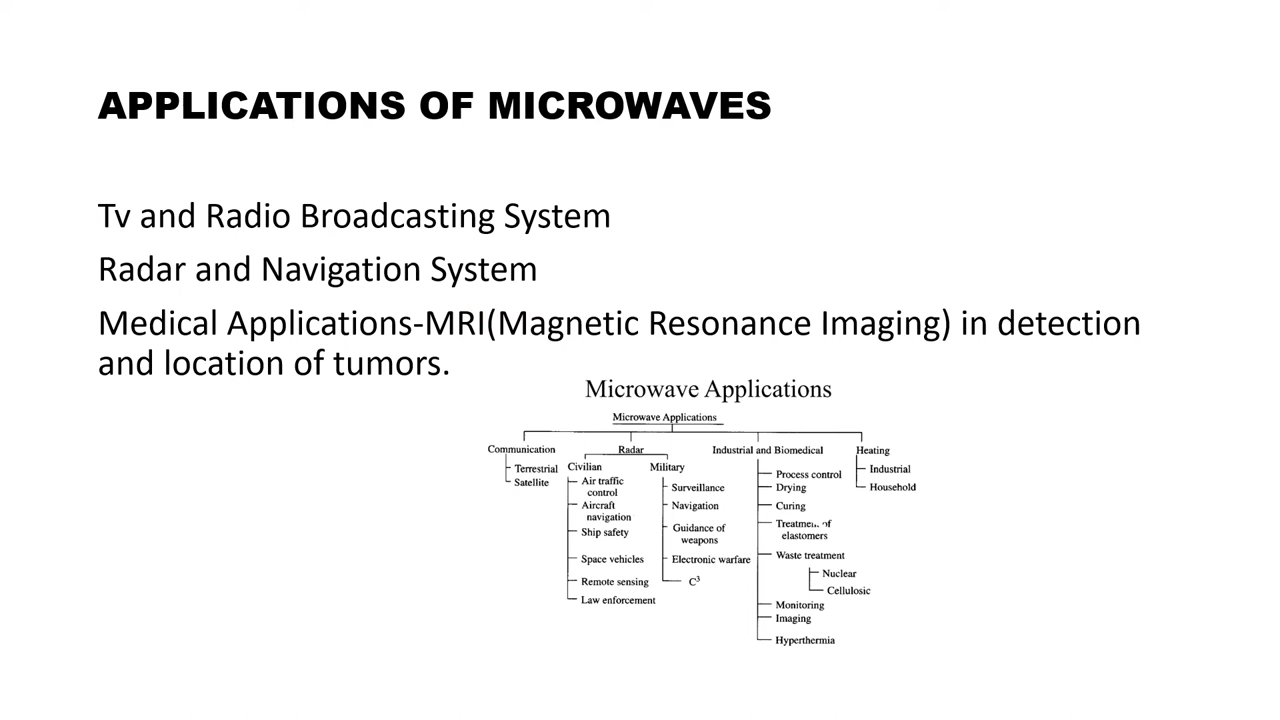 APPLICATIONS OF MICROWAVES
Tv and Radio Broadcasting System
Radar and Navigation System
Medical Applications-MRI(Magnetic Resonance Imaging) in detection
and location of tumors.
Microwave Applications
Microwave Applications
Communication
Terrestrial
Satellite
Radar
Civilian
Air traffic
control
Aircraft
navigation
Ship safety
Space vehicles
Remote sensing
Law enforcement
Military
Surveillance
Navigation
Guidance of
weapons
Electronic warfare
C³
Industrial and Biomedical
Process control
Drying
Curing
Treatment of
elastomers
Waste treatment
Nuclear
Cellulosic
Monitoring
Imaging
Hyperthermia
Heating
Industrial
Household